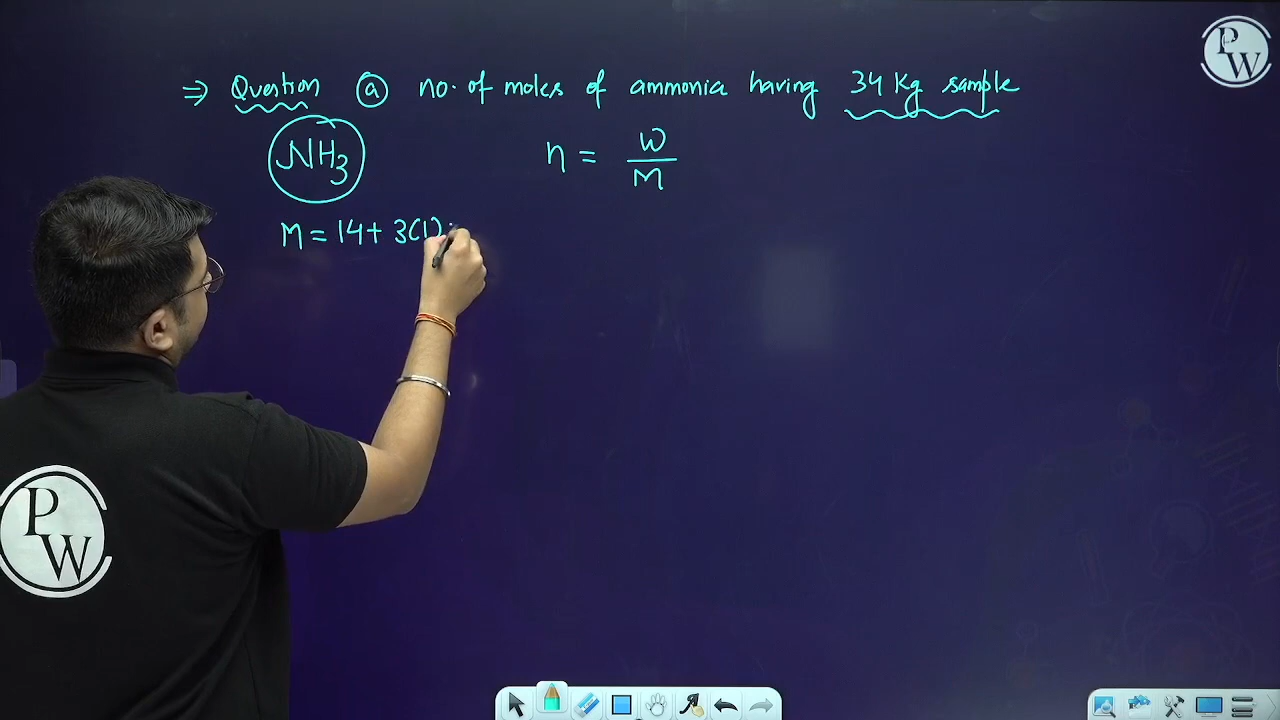 ⇒ Question ⓐ no. of moles of ammonia having 34 Kg sample
NH3
n = W/M
M = 14 + 3(1)
PW
PW